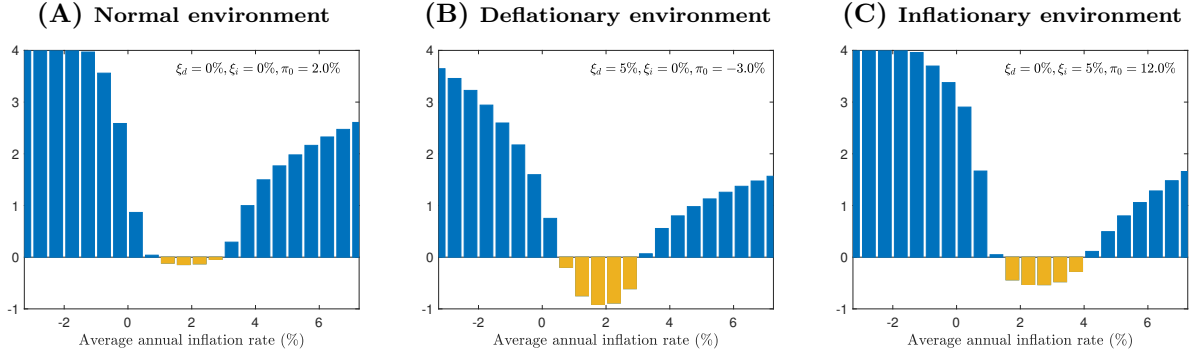 (A) Normal environment
ξ_d = 0%, ξ_i = 0%, π_0 = 2.0%
4
3
2
1
0
-1
-2 0 2 4 6
Average annual inflation rate (%)
(B) Deflationary environment
ξ_d = 5%, ξ_i = 0%, π_0 = −3.0%
4
3
2
1
0
-1
-2 0 2 4 6
Average annual inflation rate (%)
(C) Inflationary environment
ξ_d = 0%, ξ_i = 5%, π_0 = 12.0%
4
3
2
1
0
-1
-2 0 2 4 6
Average annual inflation rate (%)